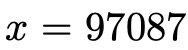 x = 97087